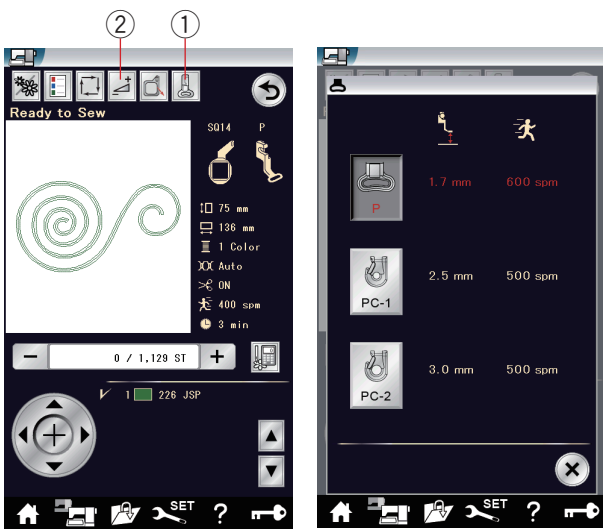 ② ①
Ready to Sew
SQ14 P
75 mm
136 mm
1 Color
Auto
ON
400 spm
3 min
− 0 / 1,129 ST +
1 226 JSP
SET ?
P 1.7 mm 600 spm
PC-1 2.5 mm 500 spm
PC-2 3.0 mm 500 spm
SET ?